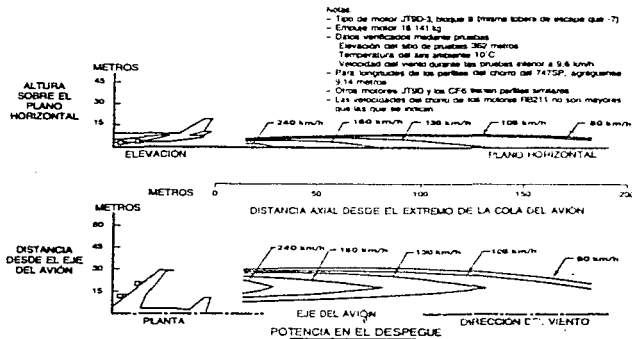 Notas
- Tipo de motor JT9D-3, bloque B (misma tobera de escape que -7)
- Empuje motor 18 141 kg
- Datos verificados mediante pruebas
Elevación del sitio de pruebas 362 metros
Temperatura del aire ambiente 10°C
Velocidad del viento durante las pruebas inferior a 9,6 km/h
- Para longitudes de los perfiles del chorro del 747SP, agréguense
9,14 metros
- Otros motores JT9D y los CF6 tienen perfiles similares
- Las velocidades del chorro de los motores RB211 no son mayores
que las que se indican
METROS
45
30
15
ALTURA
SOBRE EL
PLANO
HORIZONTAL
240 km/h
160 km/h
130 km/h
108 km/h
80 km/h
ELEVACION
PLANO HORIZONTAL
METROS
0
50
100
150
200
DISTANCIA AXIAL DESDE EL EXTREMO DE LA COLA DEL AVIÓN
METROS
60
45
30
15
0
DISTANCIA
DESDE EL EJE
DEL AVIÓN
240 km/h
160 km/h
130 km/h
108 km/h
80 km/h
PLANTA
EJE DEL AVIÓN
DIRECCIÓN DEL VIENTO
POTENCIA EN EL DESPEGUE